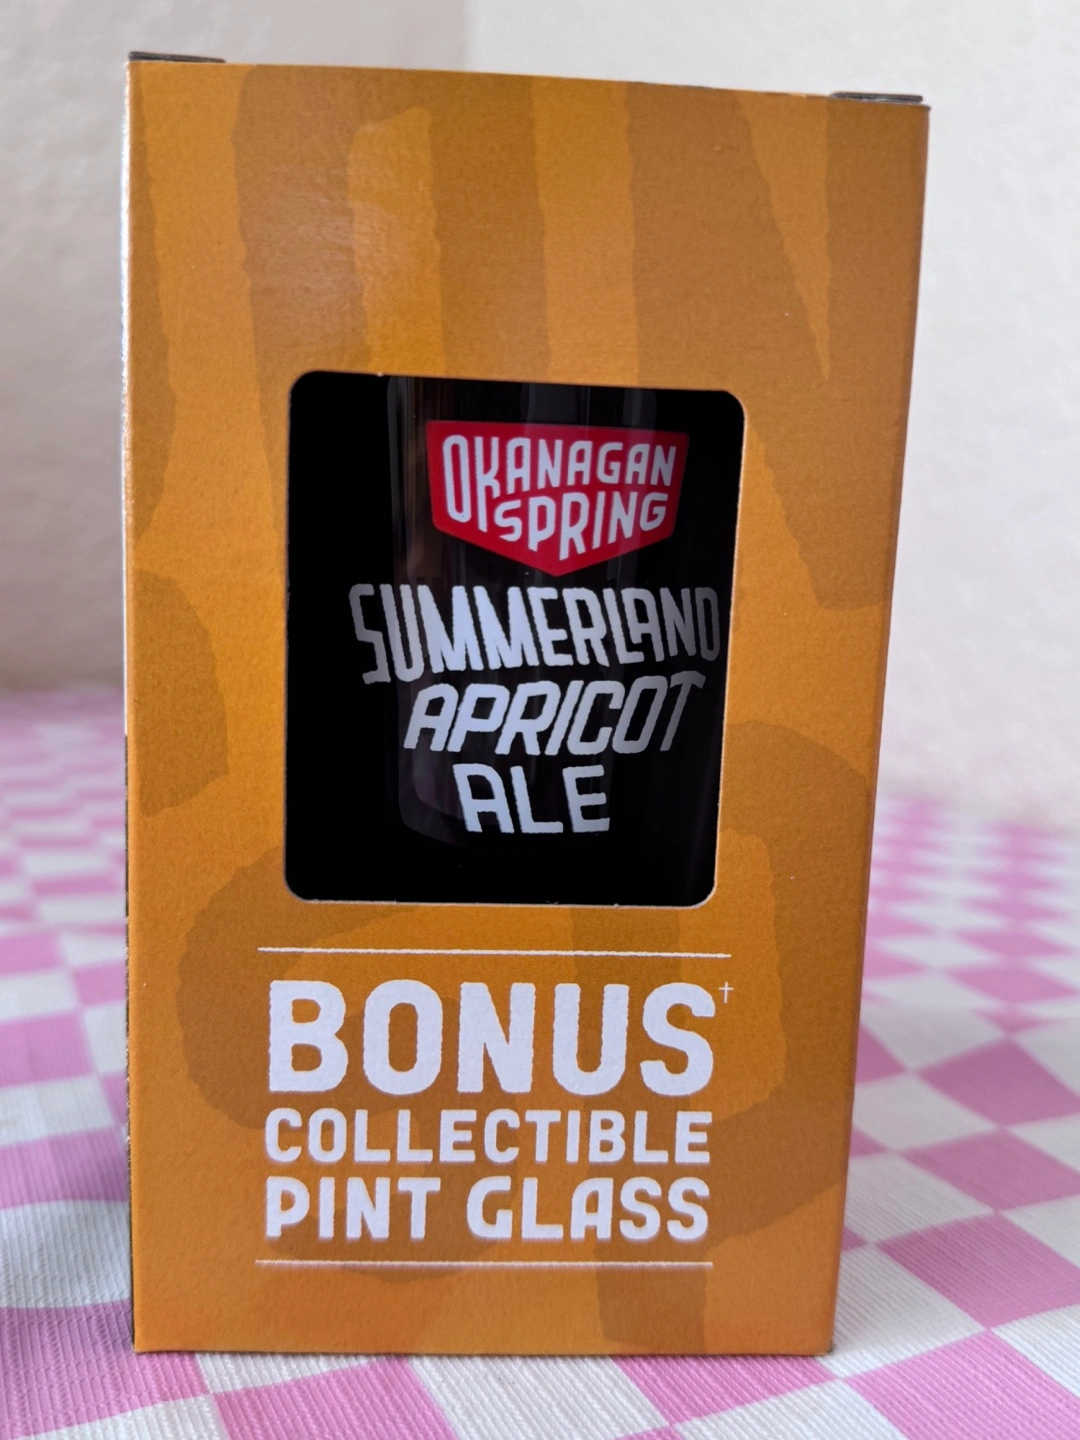 OKANAGAN
SPRING
SUMMERLAND
APRICOT
ALE
BONUS†
COLLECTIBLE
PINT GLASS